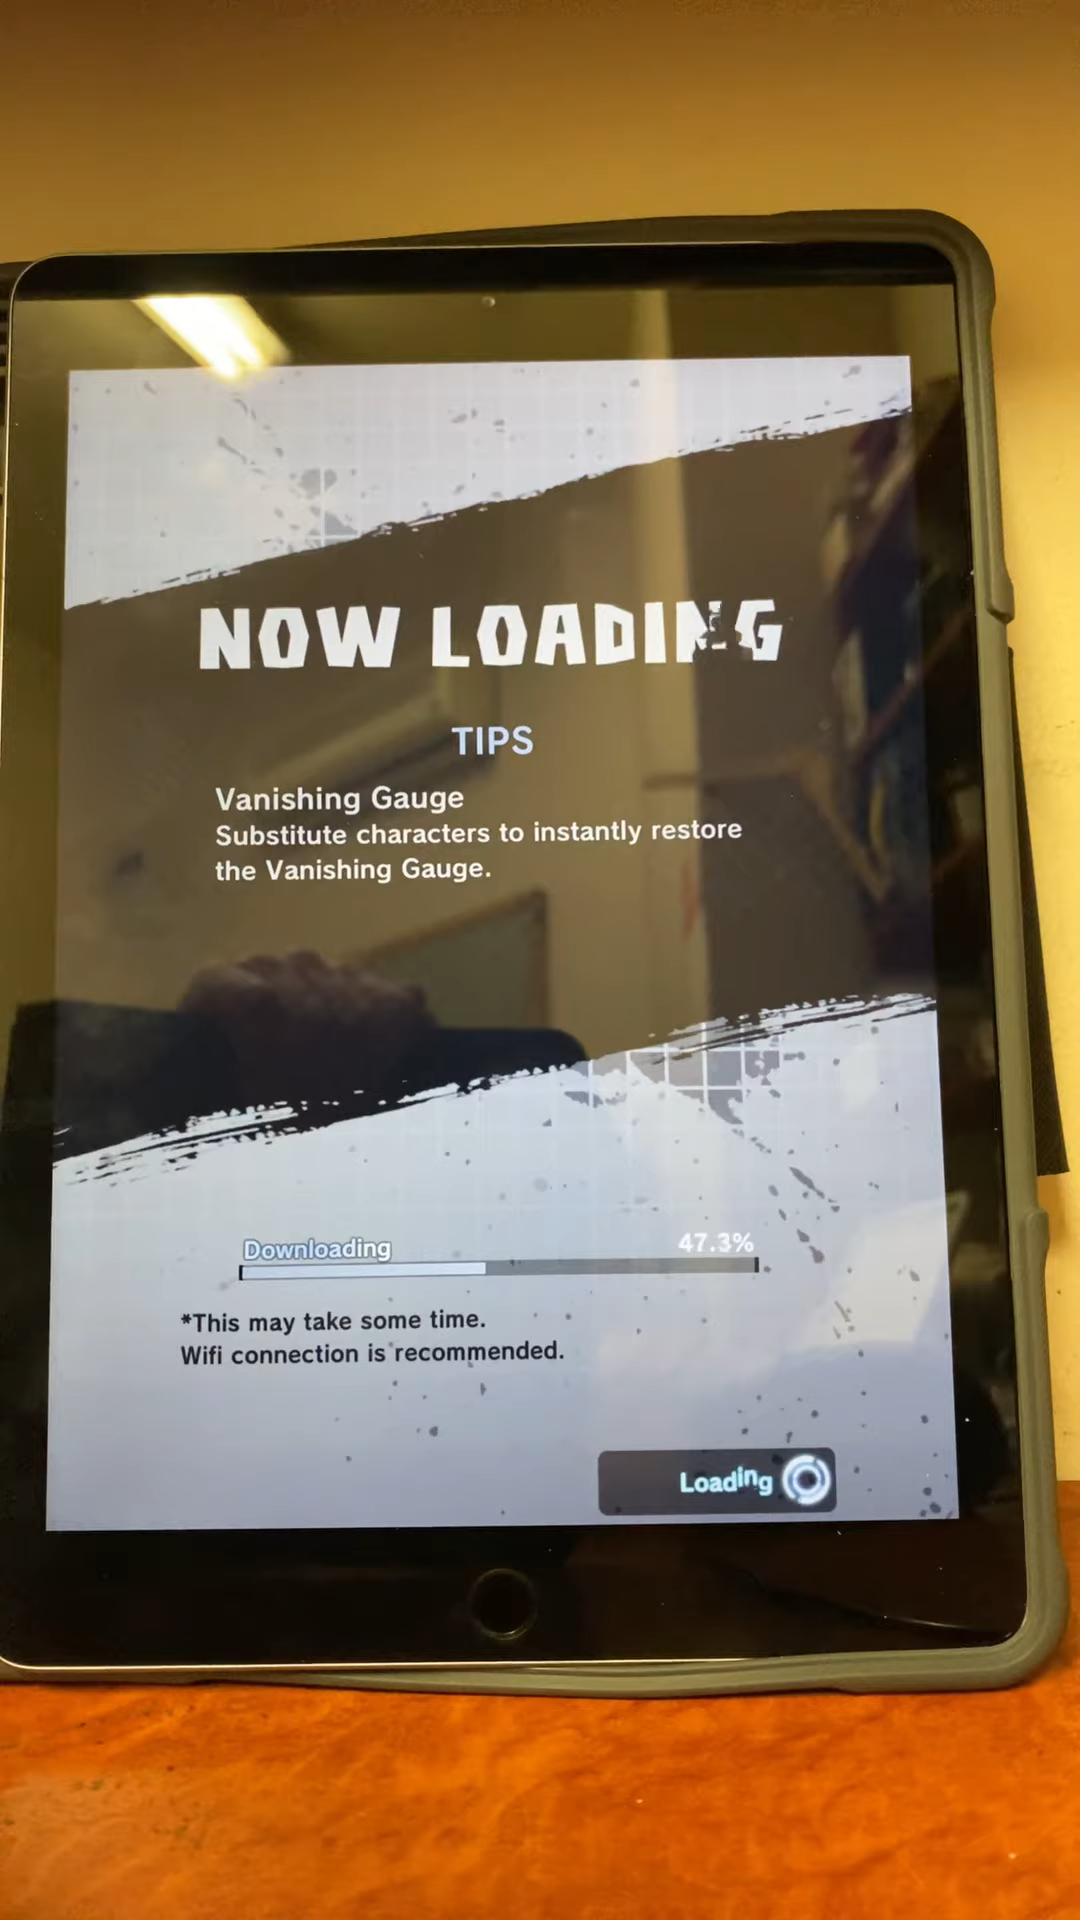 NOW LOADING
TIPS
Vanishing Gauge
Substitute characters to instantly restore
the Vanishing Gauge.
Downloading 47.3%
*This may take some time.
Wifi connection is recommended.
Loading